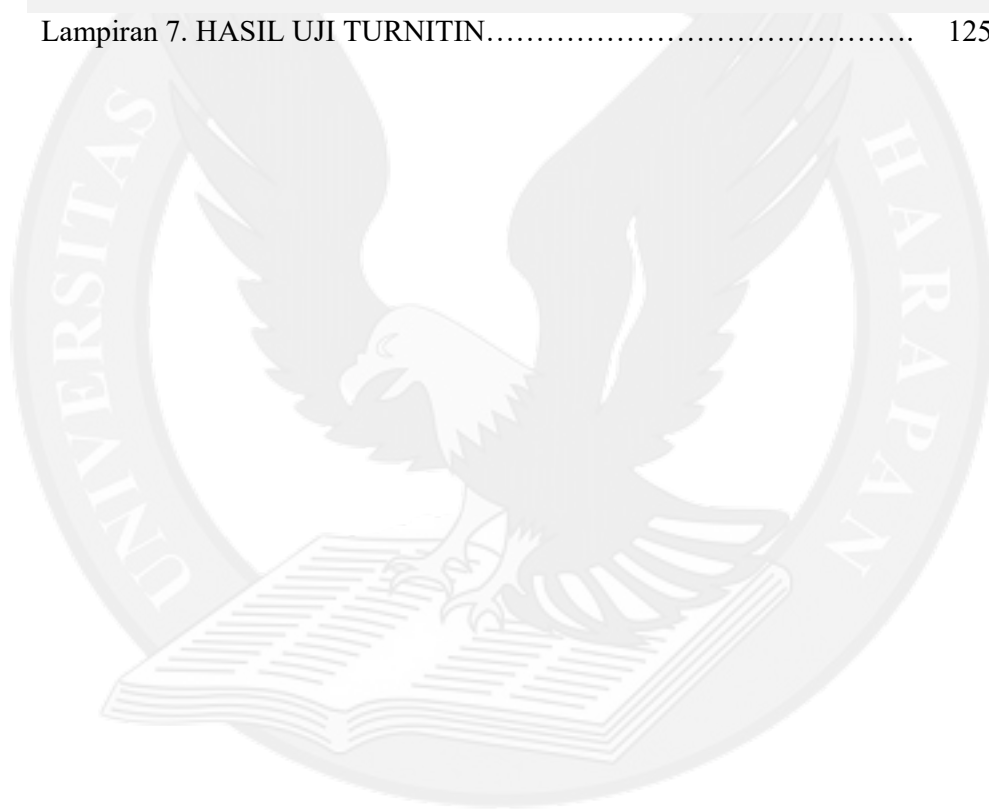 Lampiran 7. HASIL UJI TURNITIN……………………………………. 125
UNIVERSITAS
HARAPAN